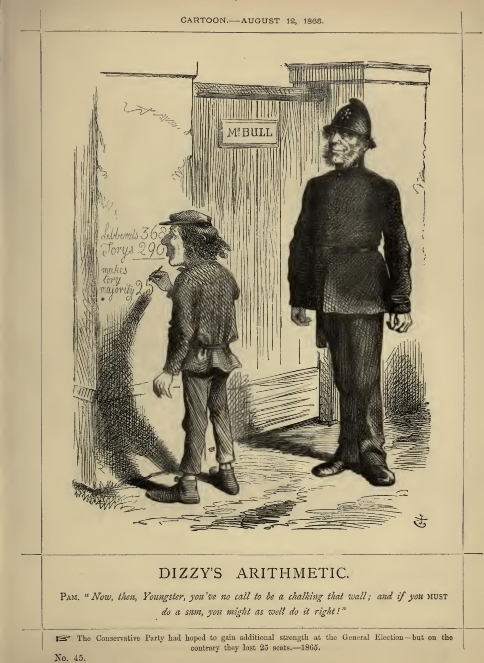 CARTOON.—AUGUST 12, 1865.
Mr BULL
Libberals 362
Torys 290
makes
tory
majority 25
DIZZY'S ARITHMETIC.
PAM. "Now, then, Youngster, you've no call to be a chalking that wall; and if you MUST
do a sum, you might as well do it right!"
☞ The Conservative Party had hoped to gain additional strength at the General Election—but on the
contrary they lost 25 seats.—1865.
No. 45.